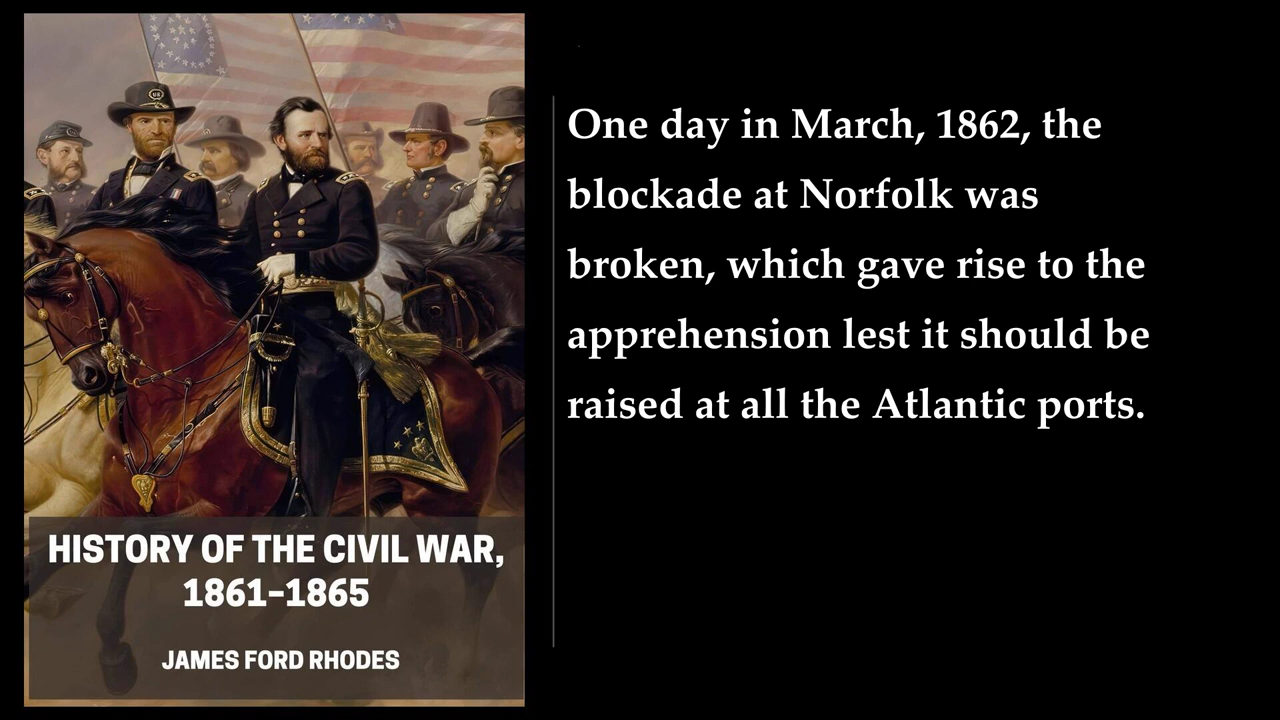 HISTORY OF THE CIVIL WAR,
1861–1865
JAMES FORD RHODES
One day in March, 1862, the
blockade at Norfolk was
broken, which gave rise to the
apprehension lest it should be
raised at all the Atlantic ports.